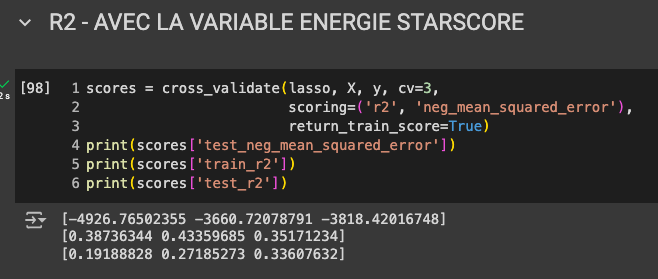 R2 - AVEC LA VARIABLE ENERGIE STARSCORE
[98] 1 scores = cross_validate(lasso, X, y, cv=3,
2 scoring=('r2', 'neg_mean_squared_error'),
2 s
3 return_train_score=True)
4 print(scores['test_neg_mean_squared_error'])
5 print(scores['train_r2'])
6 print(scores['test_r2'])
[-4926.76502355 -3660.72078791 -3818.42016748]
[0.38736344 0.43359685 0.35171234]
[0.19188828 0.27185273 0.33607632]